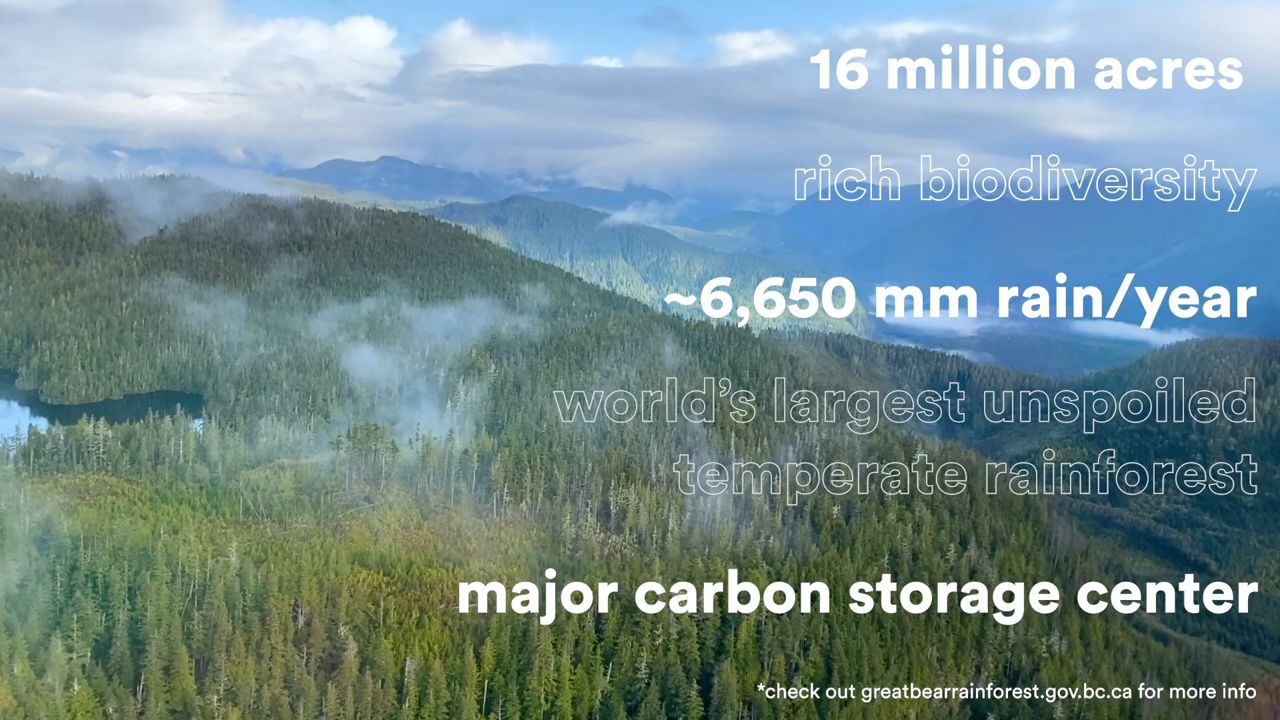 16 million acres
rich biodiversity
~6,650 mm rain/year
world’s largest unspoiled
temperate rainforest
major carbon storage center
*check out greatbearrainforest.gov.bc.ca for more info